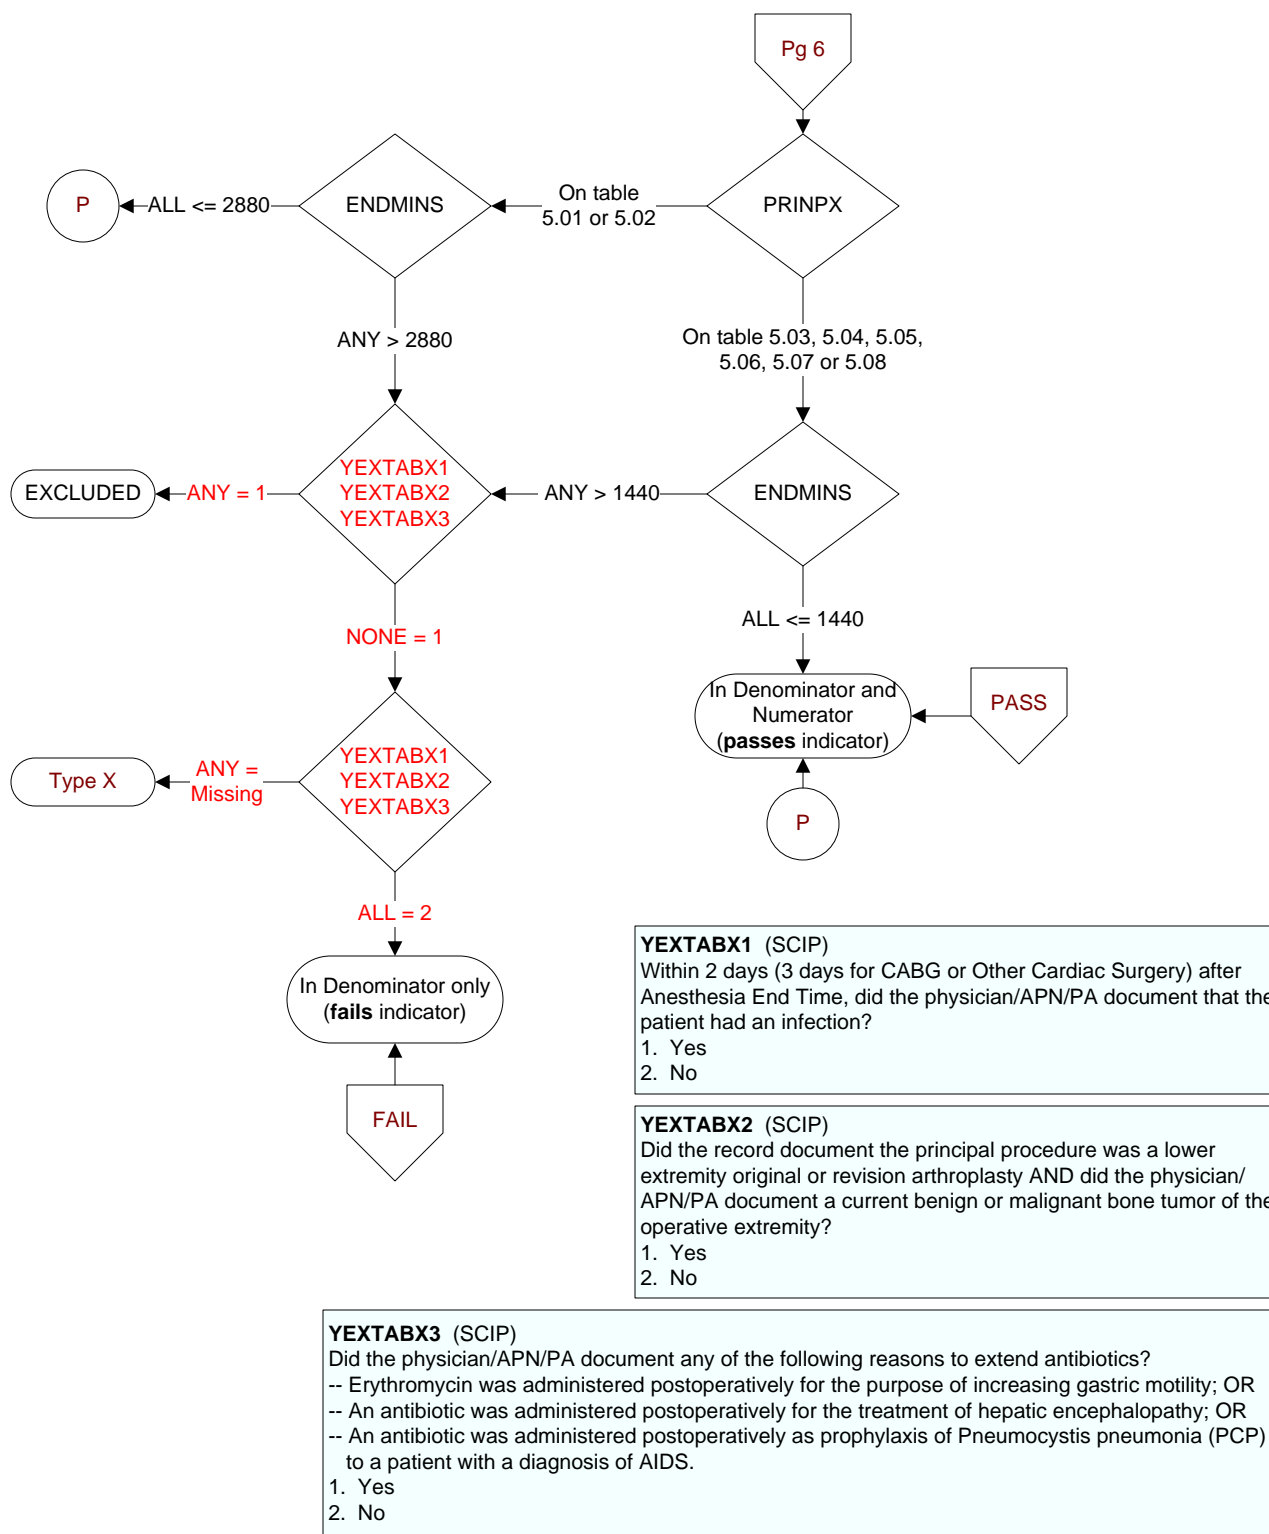 Pg 6
PRINPX
On table
5.01 or 5.02
ENDMINS
ALL <= 2880
P
ANY > 2880
On table 5.03, 5.04, 5.05,
5.06, 5.07 or 5.08
ENDMINS
ANY > 1440
YEXTABX1
YEXTABX2
YEXTABX3
ANY = 1
EXCLUDED
NONE = 1
ALL <= 1440
In Denominator and
Numerator
(passes indicator)
PASS
P
YEXTABX1
YEXTABX2
YEXTABX3
ANY =
Missing
Type X
ALL = 2
In Denominator only
(fails indicator)
FAIL
YEXTABX1 (SCIP)
Within 2 days (3 days for CABG or Other Cardiac Surgery) after
Anesthesia End Time, did the physician/APN/PA document that the
patient had an infection?
1. Yes
2. No
YEXTABX2 (SCIP)
Did the record document the principal procedure was a lower
extremity original or revision arthroplasty AND did the physician/
APN/PA document a current benign or malignant bone tumor of the
operative extremity?
1. Yes
2. No
YEXTABX3 (SCIP)
Did the physician/APN/PA document any of the following reasons to extend antibiotics?
-- Erythromycin was administered postoperatively for the purpose of increasing gastric motility; OR
-- An antibiotic was administered postoperatively for the treatment of hepatic encephalopathy; OR
-- An antibiotic was administered postoperatively as prophylaxis of Pneumocystis pneumonia (PCP)
to a patient with a diagnosis of AIDS.
1. Yes
2. No